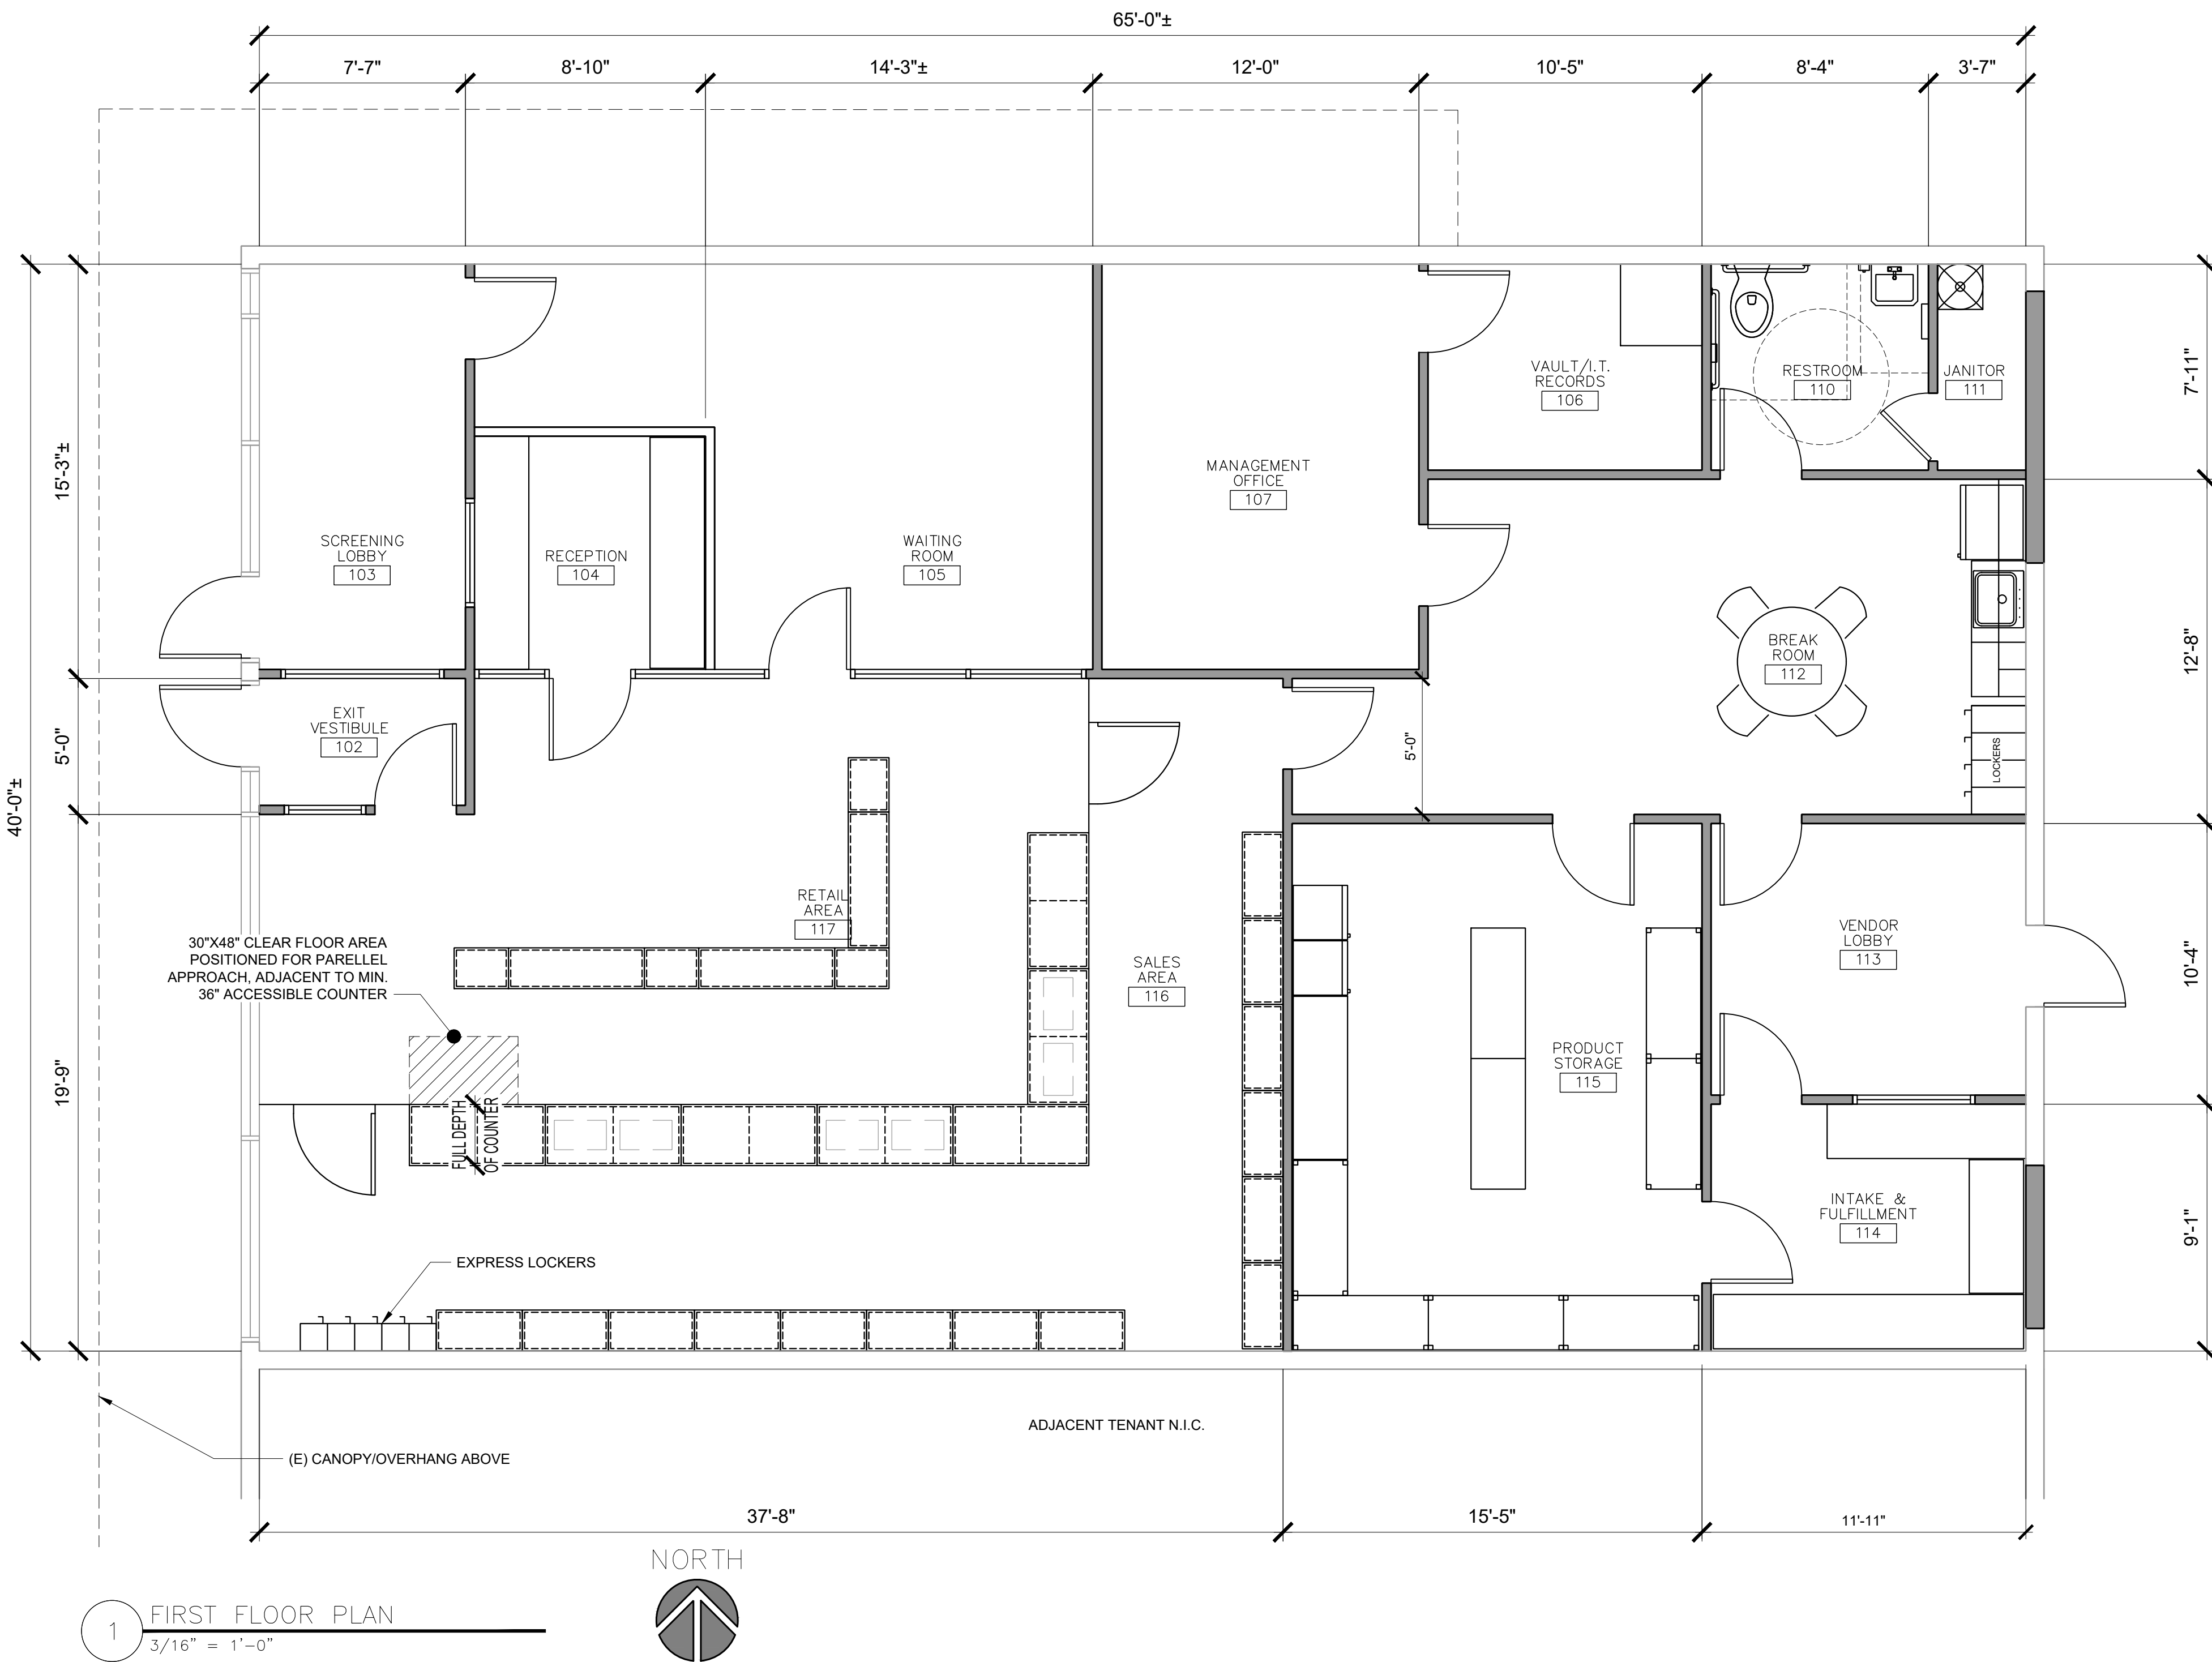 65'-0"±
7'-7"
8'-10"
14'-3"±
12'-0"
10'-5"
8'-4"
3'-7"
40'-0"±
15'-3"±
5'-0"
19'-9"
7'-11"
12'-8"
10'-4"
9'-1"
SCREENING
LOBBY
103
RECEPTION
104
WAITING
ROOM
105
MANAGEMENT
OFFICE
107
VAULT/I.T.
RECORDS
106
RESTROOM
110
JANITOR
111
BREAK
ROOM
112
LOCKERS
EXIT
VESTIBULE
102
5'-0"
RETAIL
AREA
117
30"X48" CLEAR FLOOR AREA
POSITIONED FOR PARELLEL
APPROACH, ADJACENT TO MIN.
36" ACCESSIBLE COUNTER
SALES
AREA
116
VENDOR
LOBBY
113
PRODUCT
STORAGE
115
FULL DEPTH
OF COUNTER
INTAKE &
FULFILLMENT
114
EXPRESS LOCKERS
ADJACENT TENANT N.I.C.
(E) CANOPY/OVERHANG ABOVE
37'-8"
15'-5"
11'-11"
NORTH
1
FIRST FLOOR PLAN
3/16" = 1'-0"